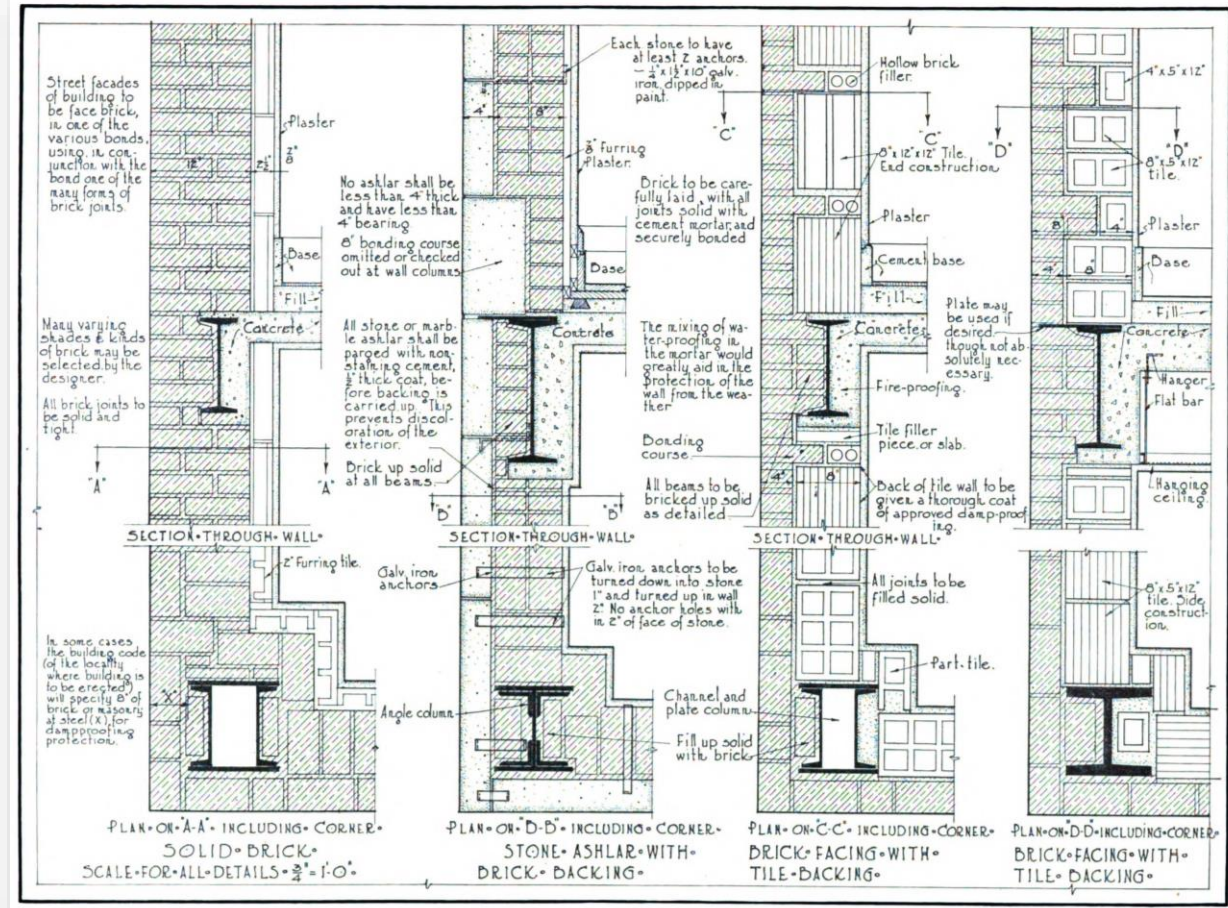 Street facades
of building to
be face brick,
in one of the
various bonds,
using, in con-
junction with the
bond one of the
many forms of
brick joints.
12"
2½"
Plaster
⅞
Base
Fill
Concrete
Many varying
shades & kinds
of brick may be
selected by the
designer.
All brick joints to
be solid and
tight.
"A"
"A"
SECTION•THROUGH•WALL
2" Furring tile.
In some cases
the building code
(of the locality
where building is
to be erected)
will specify 8" of
brick or masonry
at steel (X) for
dampproofing
protection.
"X"
PLAN•ON•"A-A"•INCLUDING•CORNER•
SOLID•BRICK•
SCALE•FOR•ALL•DETAILS•¾"=1'-0"•
Each stone to have
at least 2 anchors.
– ¼" x 1½" x 10" galv.
iron, dipped in
paint.
4"
8"
⅞ Furring
Plaster.
No ashlar shall be
less than 4" thick
and have less than
4" bearing
8" bonding course
omitted or checked
out at wall columns
Base
Concrete
All stone or marb-
le ashlar shall be
parged with non-
staining cement,
½" thick coat, be-
fore backing is
carried up. This
prevents discol-
oration of the
exterior.
Brick up solid
at all beams.
"B"
"B"
SECTION•THROUGH•WALL•
Galv. iron
anchors
Galv. iron anchors to be
turned down into stone
1" and turned up in wall
2". No anchor holes with
in 2" of face of stone.
Angle column
Fill up solid
with brick
PLAN•ON•"B-B"•INCLUDING•CORNER•
STONE•ASHLAR•WITH•
BRICK•BACKING•
Hollow brick
filler.
"C"
"C"
8"x12"x12" Tile.
End construction
Brick to be care-
fully laid, with all
joints solid with
cement mortar, and
securely bonded
Plaster
Cement base
Fill
Concrete
The mixing of wa-
ter-proofing in
the mortar would
greatly aid in the
protection of the
wall from the wea-
ther
Fire-proofing.
Tile filler
piece or slab.
Bonding
course
4"
8"
All beams to be
bricked up solid
as detailed
Back of tile wall to be
given a thorough coat
of approved damp-proof
ing.
SECTION•THROUGH•WALL•
All joints to be
filled solid.
Part-tile.
Channel and
plate column
PLAN•ON•"C-C"•INCLUDING•CORNER
BRICK•FACING•WITH•
TILE•BACKING•
4"x5"x12"
"D"
"D"
8"x5"x12"
tile.
8"
4"
Plaster
4"
8"
Base
Fill
Plate may
be used if
desired,
though not ab-
solutely nec-
essary.
Concrete
Hanger
Flat bar
Hanging
ceiling.
8"x5"x12"
tile. Side
construct-
ion.
PLAN•ON•"D-D"•INCLUDING•CORNER
BRICK•FACING•WITH•
TILE•BACKING•